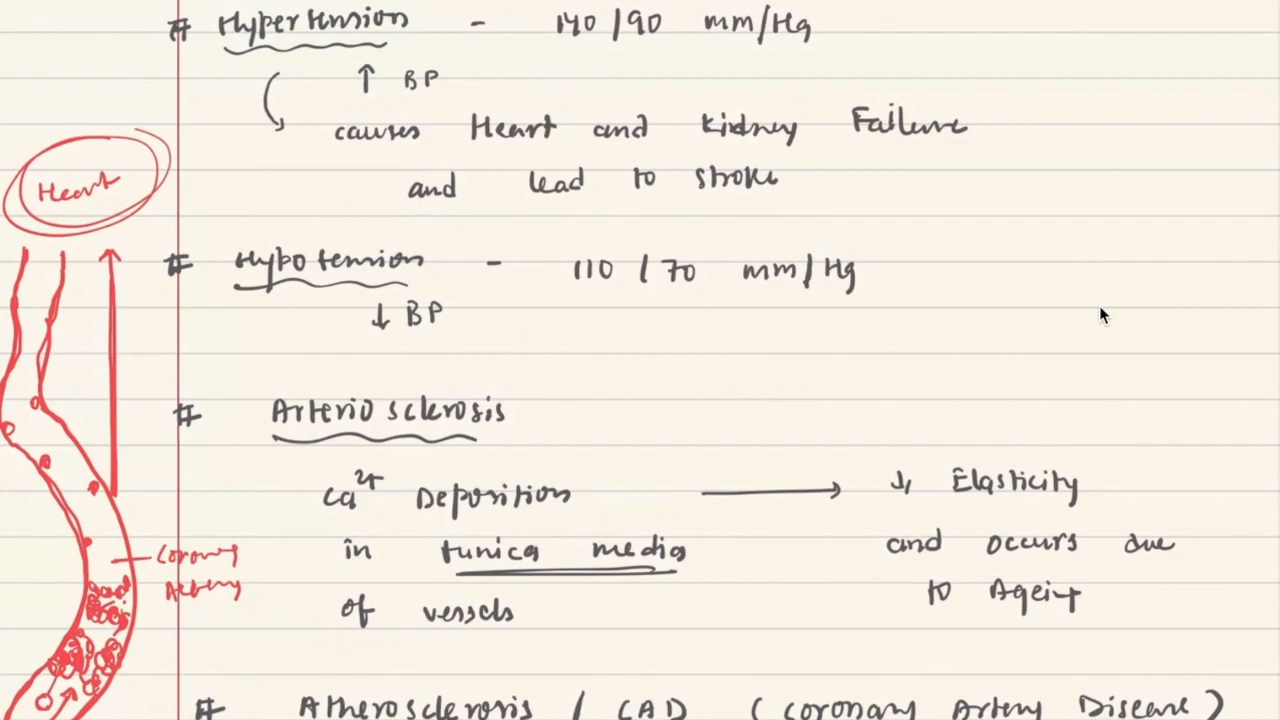 # Hypertension - 140/90 mm/Hg
↑ BP
causes Heart and Kidney Failure
and lead to stroke
Heart
# Hypotension - 110/70 mm/Hg
↓ BP
# Arteriosclerosis
Ca²⁺ Deposition → ↓ Elasticity
in tunica media and occurs due
of vessels to Ageing
Coronary
Artery
# Atherosclerosis / CAD (Coronary Artery Disease)